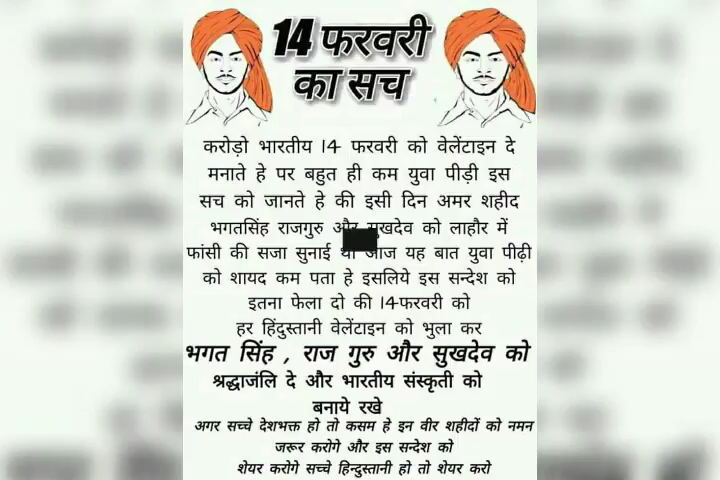 14 फरवरी
का सच
करोड़ो भारतीय 14 फरवरी को वेलेंटाइन दे
मनाते हे पर बहुत ही कम युवा पीड़ी इस
सच को जानते हे की इसी दिन अमर शहीद
भगतसिंह राजगुरु और सुखदेव को लाहौर में
फांसी की सजा सुनाई थी आज यह बात युवा पीढ़ी
को शायद कम पता हे इसलिये इस सन्देश को
इतना फेला दो की 14फरवरी को
हर हिंदुस्तानी वेलेंटाइन को भुला कर
भगत सिंह , राज गुरु और सुखदेव को
श्रद्धाजंलि दे और भारतीय संस्कृती को
बनाये रखे
अगर सच्चे देशभक्त हो तो कसम हे इन वीर शहीदों को नमन
जरूर करोगे और इस सन्देश को
शेयर करोगे सच्चे हिन्दुस्तानी हो तो शेयर करो